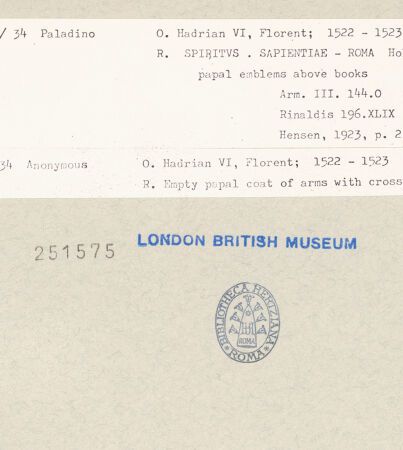 / 34 Paladino O. Hadrian VI, Florent; 1522 - 1523
R. SPIRITVS . SAPIENTIAE - ROMA Ho
papal emblems above books
Arm. III. 144.0
Rinaldis 196.XLIX
Hensen, 1923, p. 2
34 Anonymous O. Hadrian VI, Florent; 1522 - 1523
R. Empty papal coat of arms with cross
251575 LONDON BRITISH MUSEUM
BIBLIOTHECA HERTZIANA
ROMA
ROMA